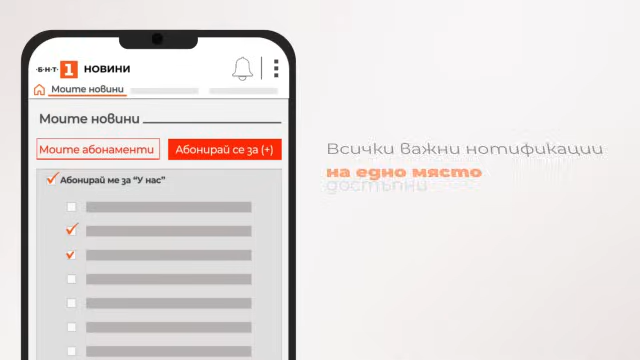 ·Б·Н·Т· 1 НОВИНИ
Моите новини
Моите новини
Моите абонаменти
Абонирай се за (+)
Абонирай ме за "У нас"
Всички важни нотификации
на едно място
достъпни